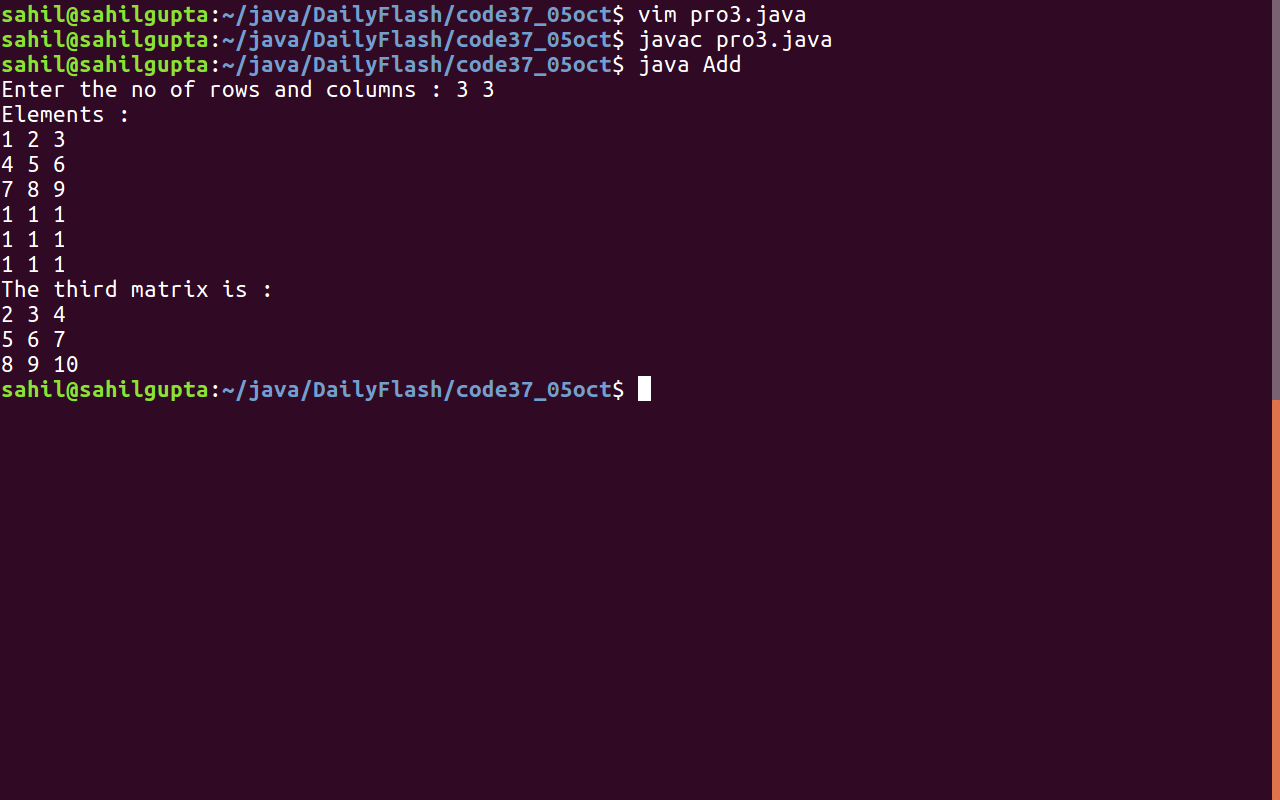 sahil@sahilgupta:~/java/DailyFlash/code37_05oct$ vim pro3.java
sahil@sahilgupta:~/java/DailyFlash/code37_05oct$ javac pro3.java
sahil@sahilgupta:~/java/DailyFlash/code37_05oct$ java Add
Enter the no of rows and columns : 3 3
Elements :
1 2 3
4 5 6
7 8 9
1 1 1
1 1 1
1 1 1
The third matrix is :
2 3 4
5 6 7
8 9 10
sahil@sahilgupta:~/java/DailyFlash/code37_05oct$